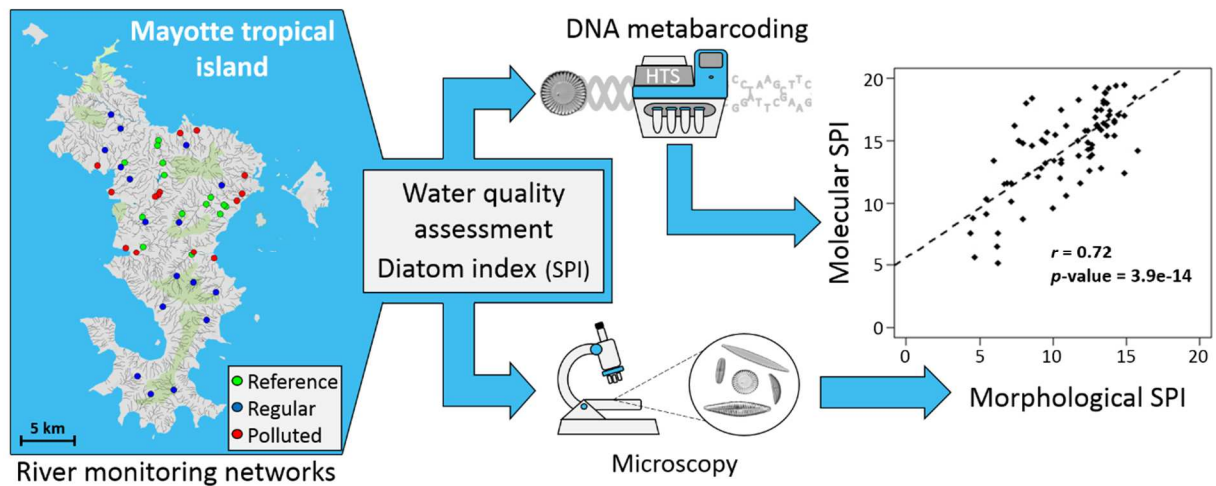 Mayotte tropical
island
Reference
Regular
Polluted
5 km
River monitoring networks
Water quality
assessment
Diatom index (SPI)
DNA metabarcoding
HTS
Microscopy
Molecular SPI
20
15
10
5
0
r = 0.72
p-value = 3.9e-14
0
5
10
15
20
Morphological SPI